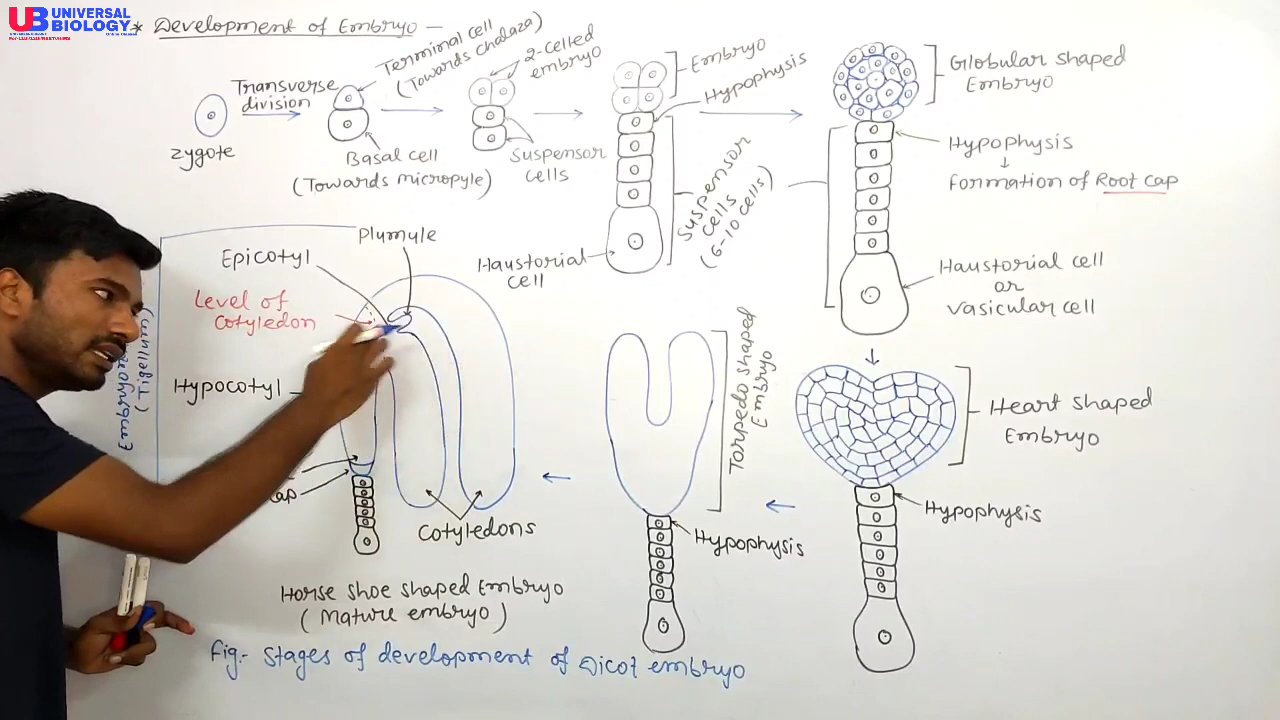 UB UNIVERSAL
BIOLOGY
* Development of Embryo —
Terminal cell
(Towards chalaza)
Transverse
division
zygote
Basal cell
(Towards micropyle)
2-celled
embryo
Suspensor
cells
Embryo
Hypophysis
Suspensor
cells
(6-10 cells)
Haustorial
cell
Globular shaped
Embryo
Hypophysis
↓
Formation of Root Cap
Haustorial cell
or
Vasicular cell
Plumule
Epicotyl
Level of
Cotyledon
Hypocotyl
(Tigellum)
cap
Cotyledons
Horse shoe shaped Embryo
(Mature embryo)
Torpedo shaped
Embryo
Hypophysis
Heart shaped
Embryo
Hypophysis
Fig:- Stages of development of Dicot embryo